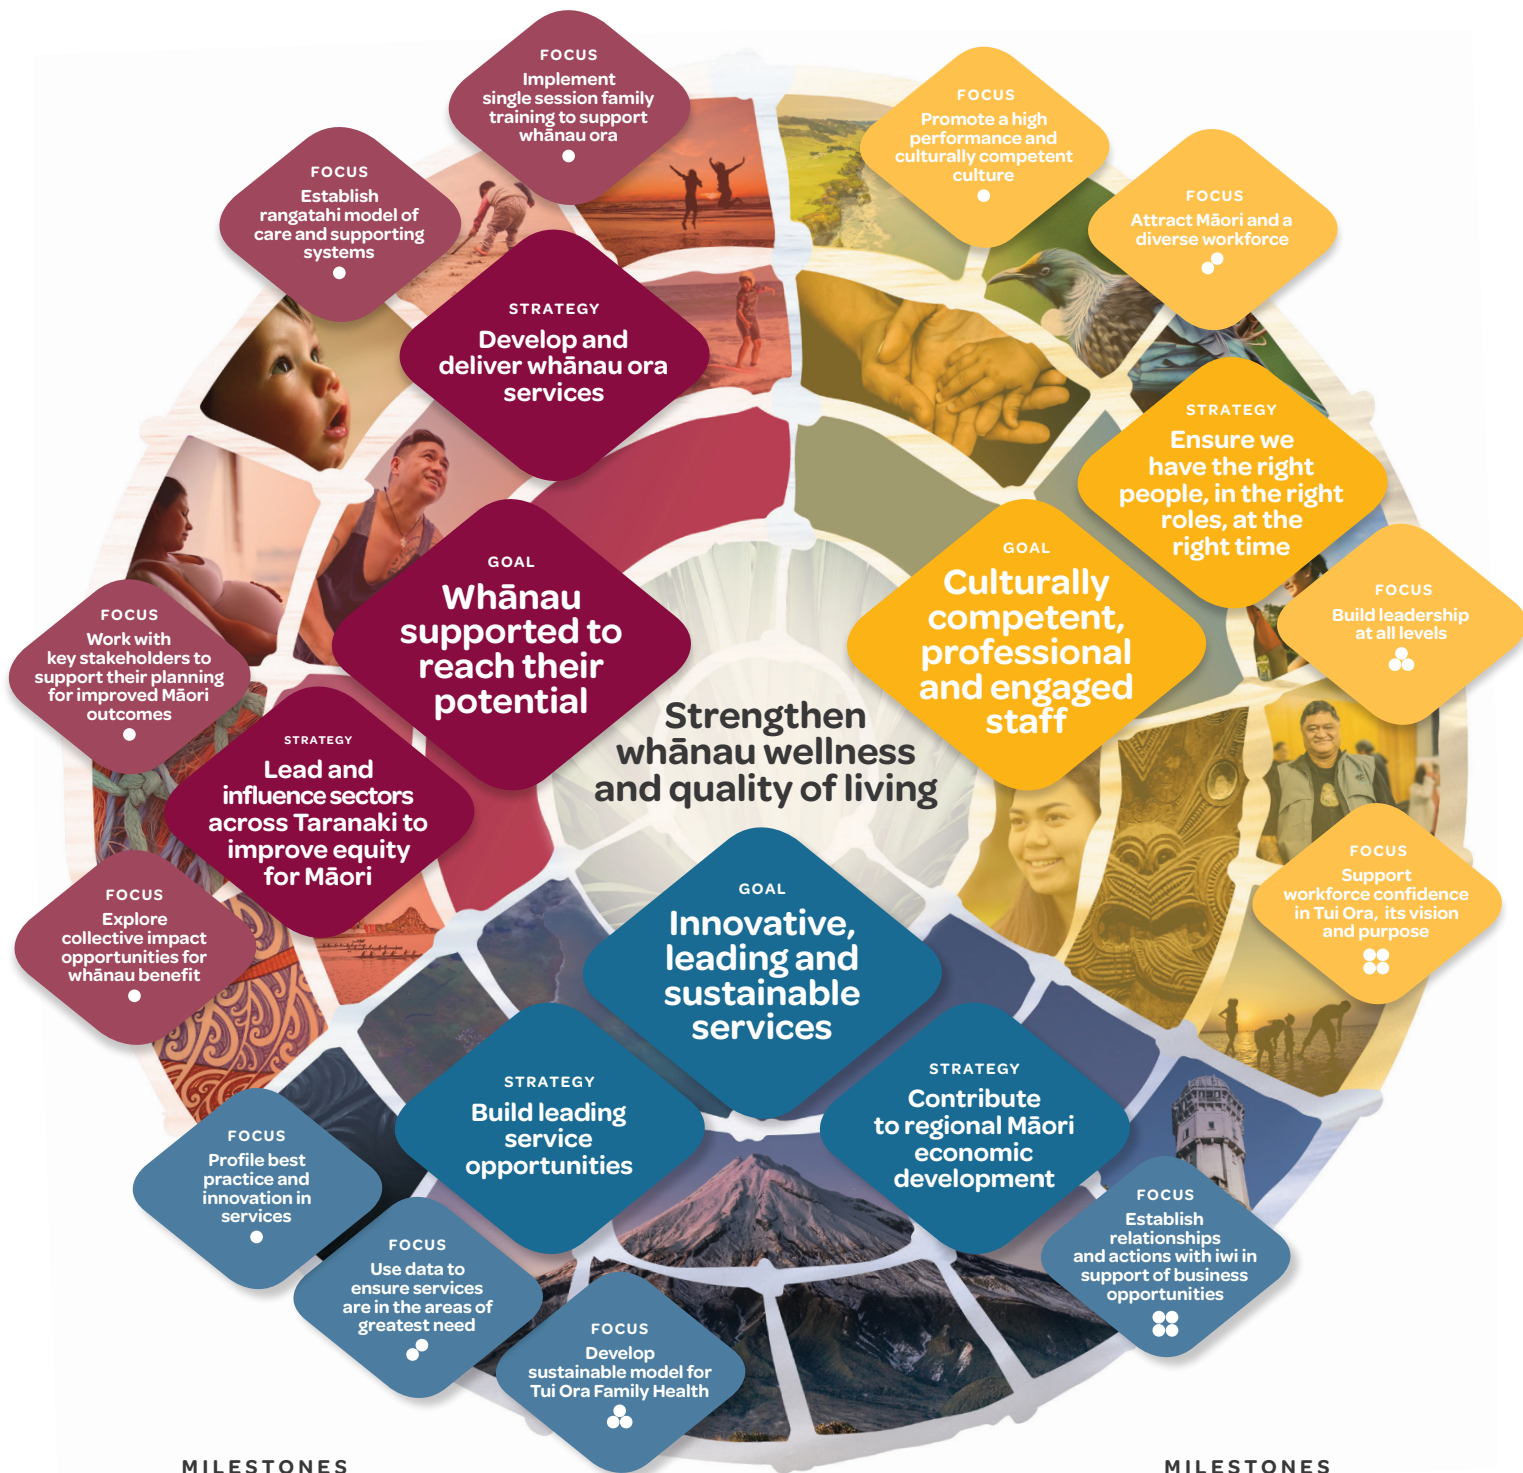 FOCUS
Implement
single session family
training to support
whānau ora
FOCUS
Promote a high
performance and
culturally competent
culture
FOCUS
Establish
rangatahi model of
care and supporting
systems
FOCUS
Attract Māori and a
diverse workforce
STRATEGY
Develop and
deliver whānau ora
services
STRATEGY
Ensure we
have the right
people, in the right
roles, at the
right time
GOAL
Whānau
supported to
reach their
potential
GOAL
Culturally
competent,
professional
and engaged
staff
FOCUS
Build leadership
at all levels
FOCUS
Work with
key stakeholders to
support their planning
for improved Māori
outcomes
Strengthen
whānau wellness
and quality of living
STRATEGY
Lead and
influence sectors
across Taranaki to
improve equity
for Māori
FOCUS
Support
workforce confidence
in Tui Ora, its vision
and purpose
FOCUS
Explore
collective impact
opportunities for
whānau benefit
GOAL
Innovative,
leading and
sustainable
services
STRATEGY
Build leading
service
opportunities
STRATEGY
Contribute
to regional Māori
economic
development
FOCUS
Profile best
practice and
innovation in
services
FOCUS
Establish
relationships
and actions with iwi in
support of business
opportunities
FOCUS
Use data to
ensure services
are in the areas of
greatest need
FOCUS
Develop
sustainable model for
Tui Ora Family Health
MILESTONES
MILESTONES